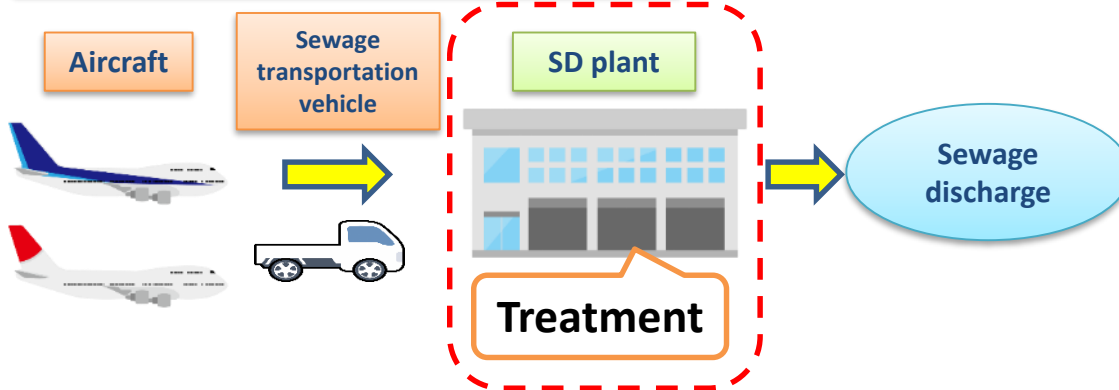 Aircraft
Sewage
transportation
vehicle
SD plant
Treatment
Sewage
discharge